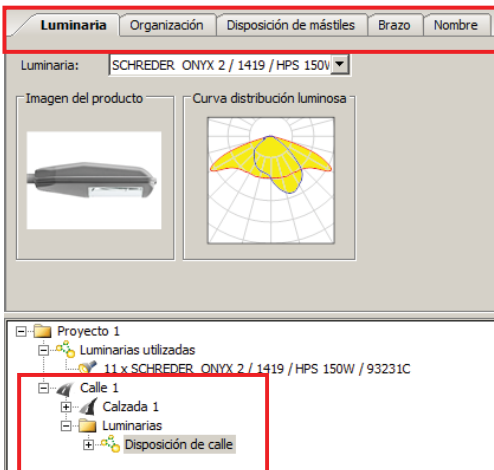 Luminaria Organización Disposición de mástiles Brazo Nombre
Luminaria: SCHREDER ONYX 2 / 1419 / HPS 150W
Imagen del producto Curva distribución luminosa
Proyecto 1
Luminarias utilizadas
11 x SCHREDER ONYX 2 / 1419 / HPS 150W / 93231C
Calle 1
Calzada 1
Luminarias
Disposición de calle